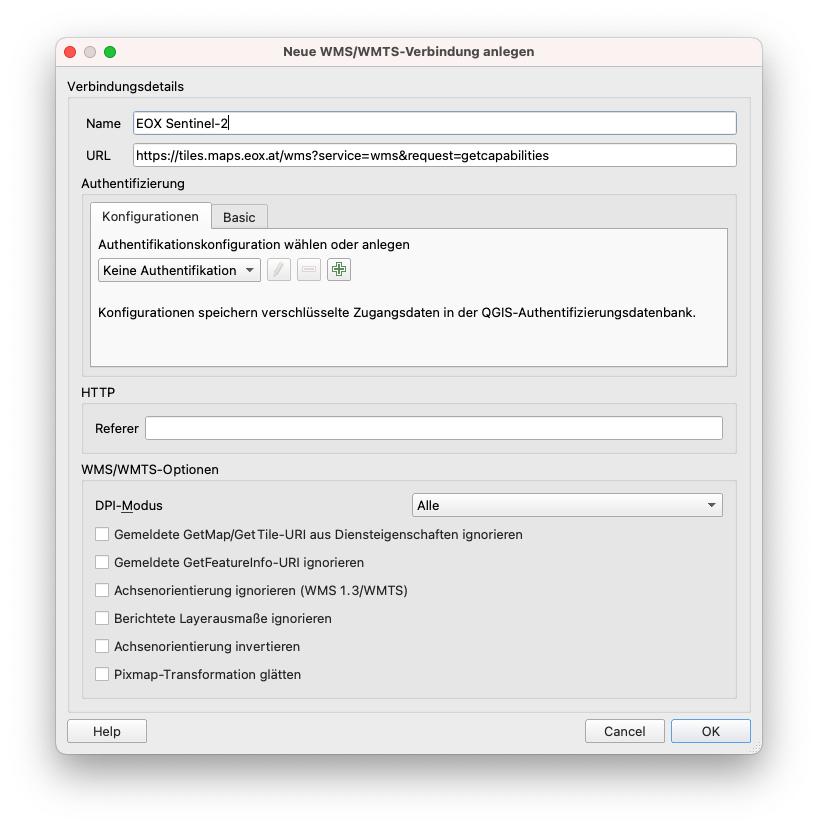 Neue WMS/WMTS-Verbindung anlegen
Verbindungsdetails
Name EOX Sentinel-2
URL https://tiles.maps.eox.at/wms?service=wms&request=getcapabilities
Authentifizierung
Konfigurationen Basic
Authentifikationskonfiguration wählen oder anlegen
Keine Authentifikation
Konfigurationen speichern verschlüsselte Zugangsdaten in der QGIS-Authentifizierungsdatenbank.
HTTP
Referer
WMS/WMTS-Optionen
DPI-Modus Alle
Gemeldete GetMap/GetTile-URI aus Diensteigenschaften ignorieren
Gemeldete GetFeatureInfo-URI ignorieren
Achsenorientierung ignorieren (WMS 1.3/WMTS)
Berichtete Layerausmaße ignorieren
Achsenorientierung invertieren
Pixmap-Transformation glätten
Help Cancel OK